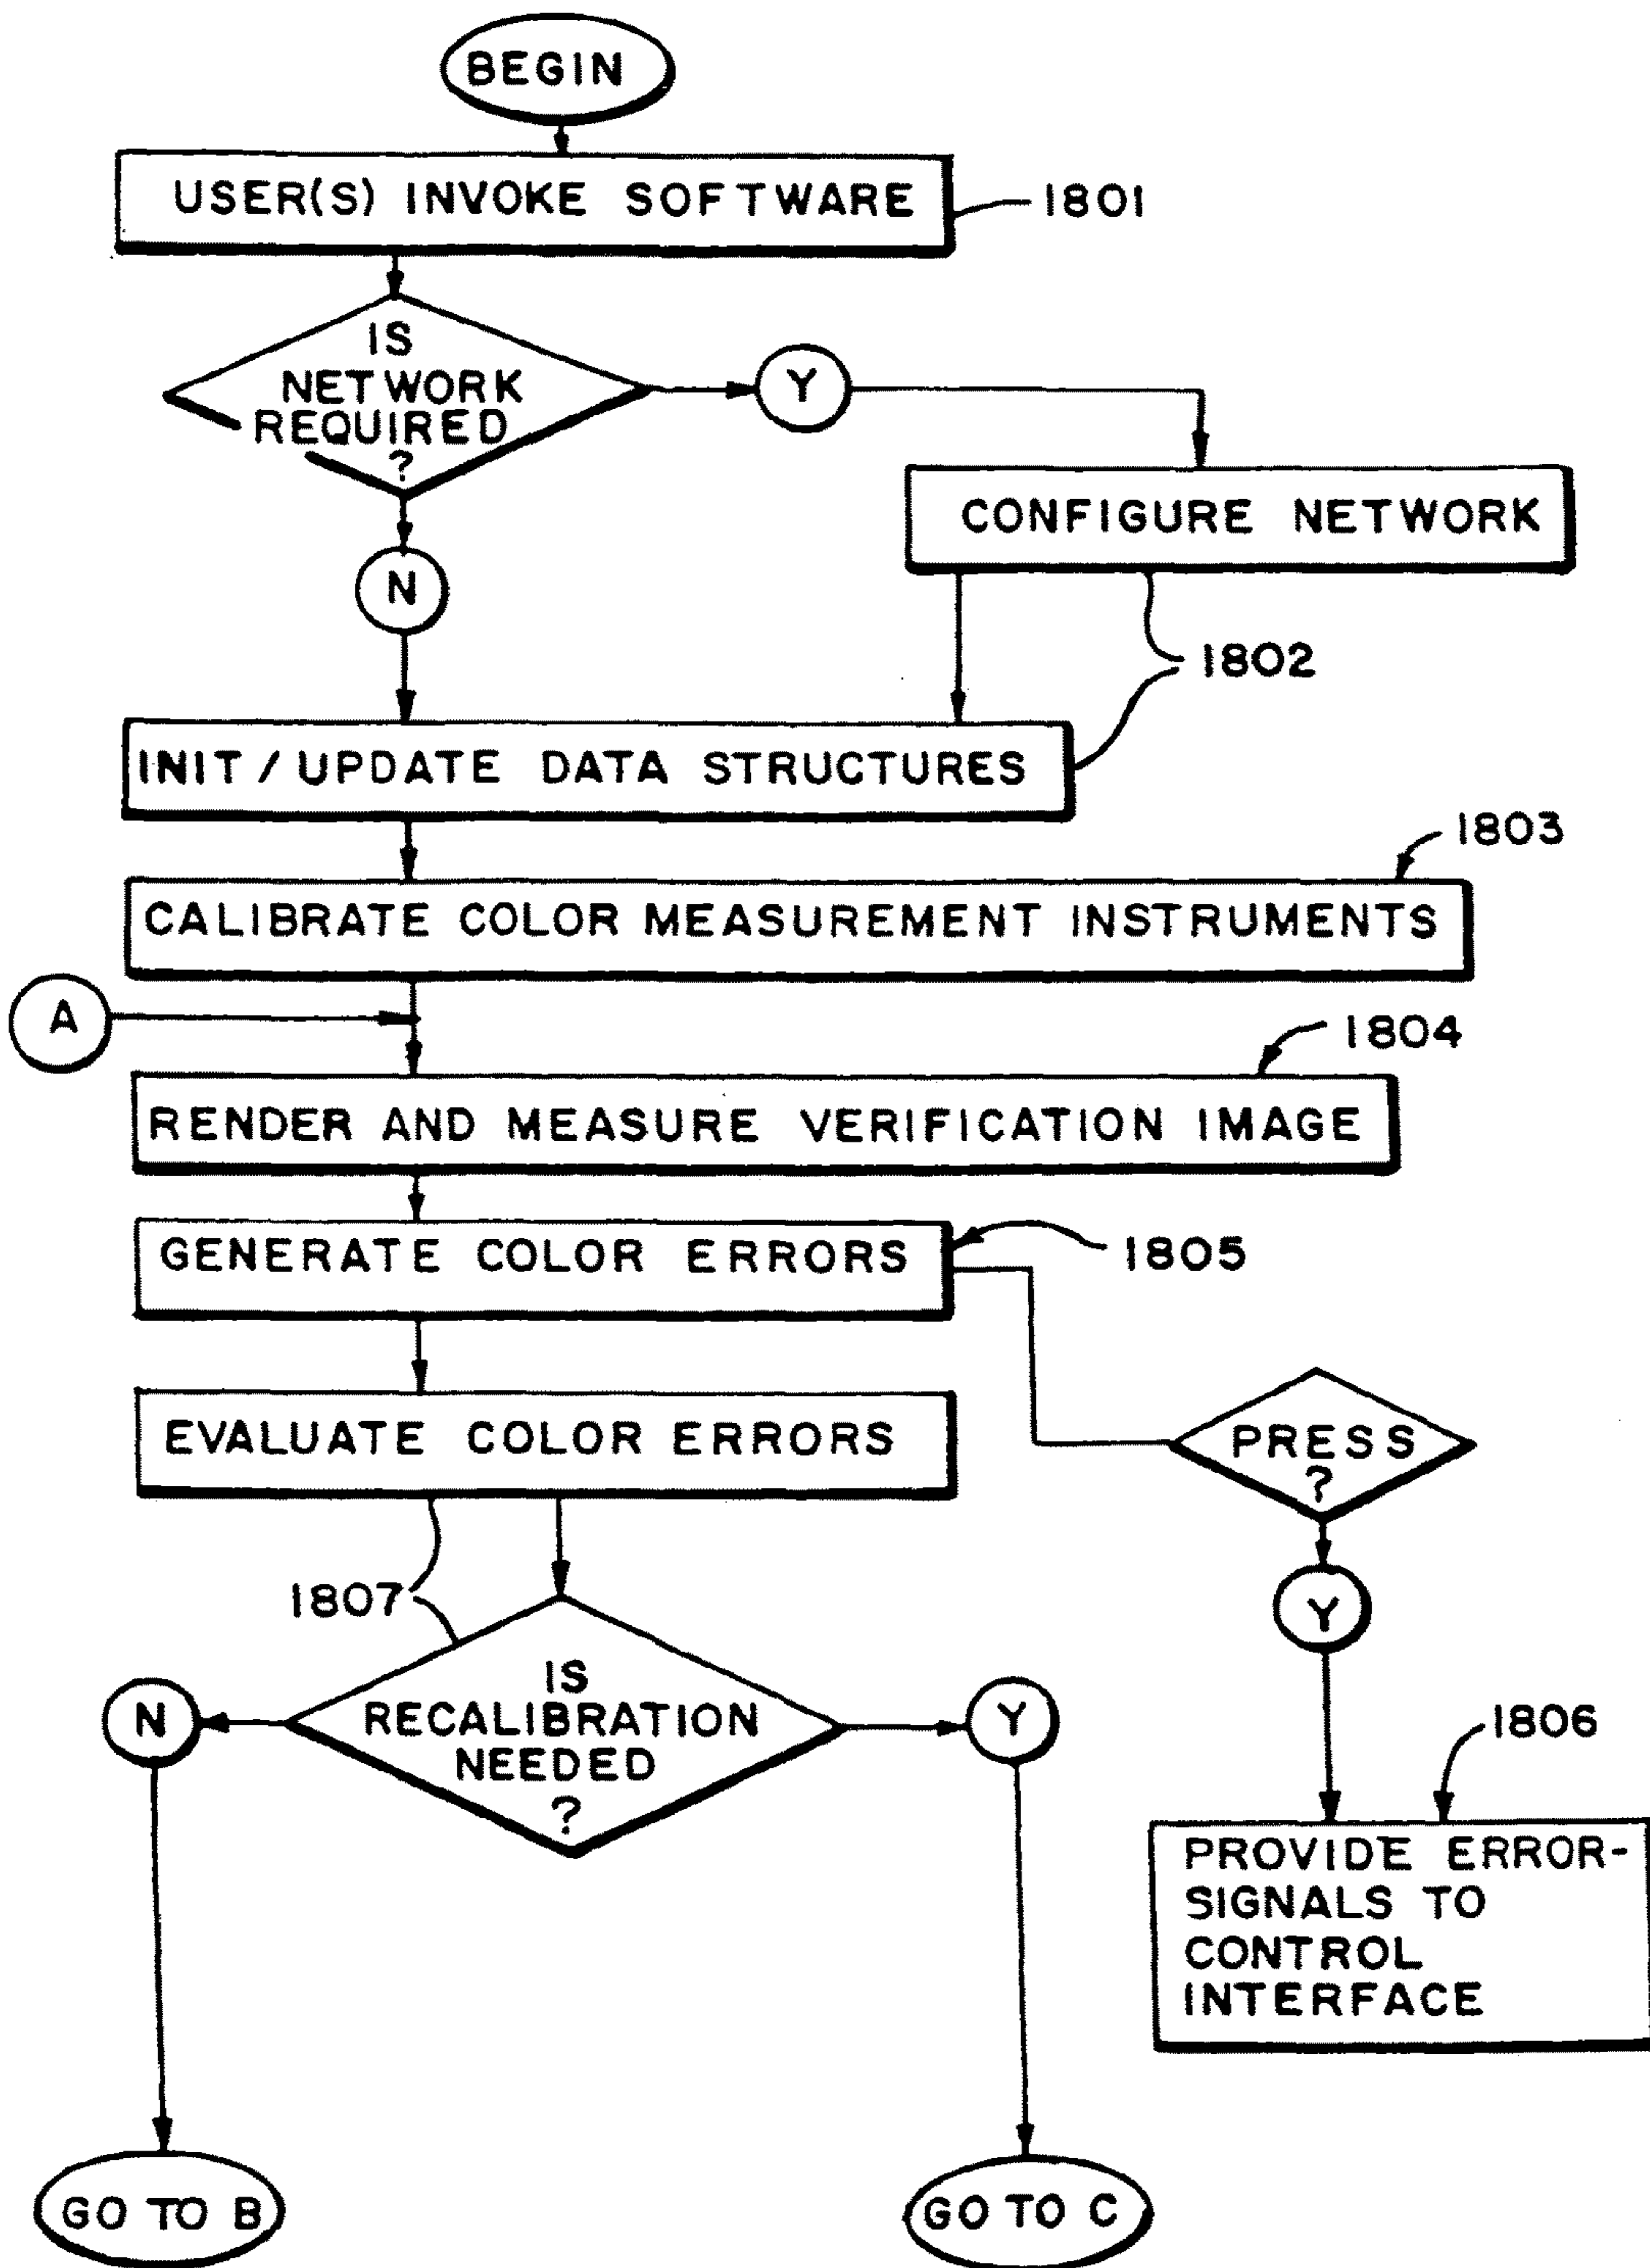 BEGIN
USER(S) INVOKE SOFTWARE
1801
IS
NETWORK
REQUIRED
?
Y
CONFIGURE NETWORK
N
1802
INIT / UPDATE DATA STRUCTURES
1803
CALIBRATE COLOR MEASUREMENT INSTRUMENTS
A
1804
RENDER AND MEASURE VERIFICATION IMAGE
GENERATE COLOR ERRORS
1805
EVALUATE COLOR ERRORS
PRESS
?
1807
Y
IS
RECALIBRATION
NEEDED
?
N
Y
1806
PROVIDE ERROR-
SIGNALS TO
CONTROL
INTERFACE
GO TO B
GO TO C